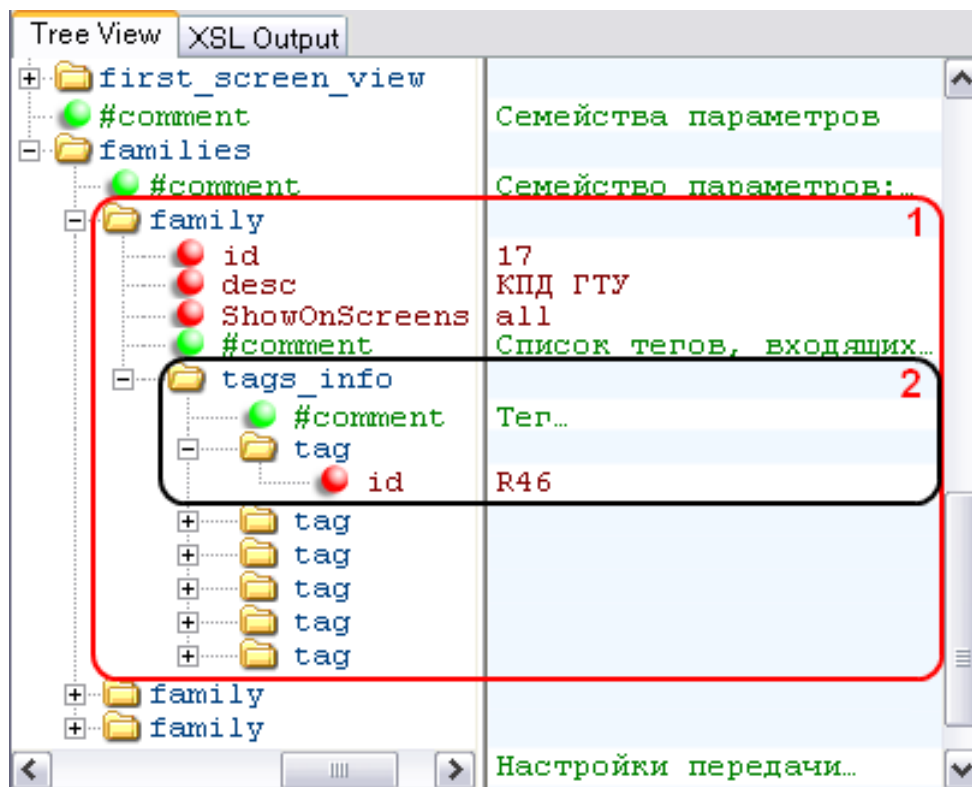 Tree View XSL Output
first_screen_view
#comment Семейства параметров
families
#comment Семейство параметров:…
family 1
id 17
desc КПД ГТУ
ShowOnScreens all
#comment Список тегов, входящих…
tags_info 2
#comment Тег…
tag
id R46
tag
tag
tag
tag
tag
family
family
Настройки передачи…